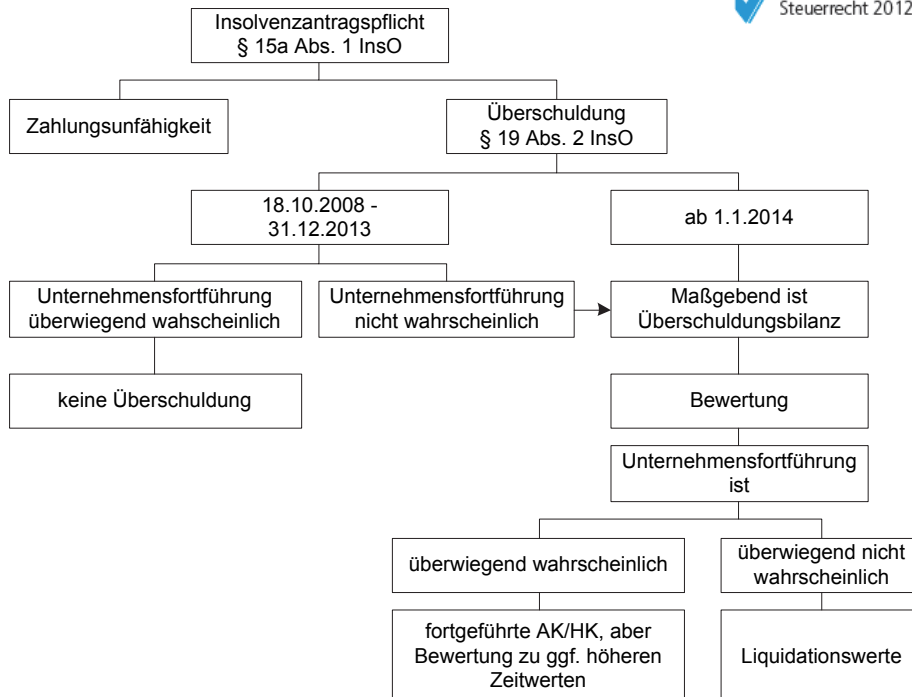 Steuerrecht 2012
Insolvenzantragspflicht
§ 15a Abs. 1 InsO
Zahlungsunfähigkeit
Überschuldung
§ 19 Abs. 2 InsO
18.10.2008 -
31.12.2013
ab 1.1.2014
Unternehmensfortführung
überwiegend wahscheinlich
Unternehmensfortführung
nicht wahrscheinlich
Maßgebend ist
Überschuldungsbilanz
keine Überschuldung
Bewertung
Unternehmensfortführung
ist
überwiegend wahrscheinlich
überwiegend nicht
wahrscheinlich
fortgeführte AK/HK, aber
Bewertung zu ggf. höheren
Zeitwerten
Liquidationswerte